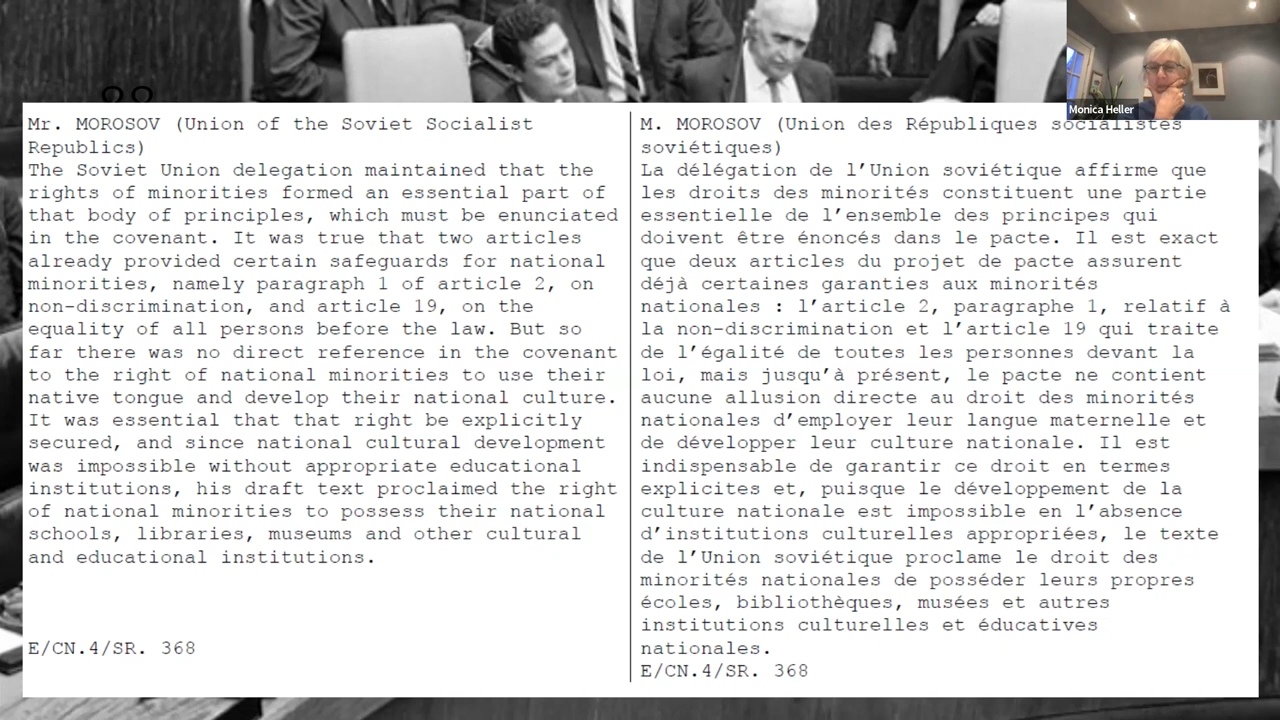 Monica Heller
Mr. MOROSOV (Union of the Soviet Socialist
Republics)
The Soviet Union delegation maintained that the
rights of minorities formed an essential part of
that body of principles, which must be enunciated
in the covenant. It was true that two articles
already provided certain safeguards for national
minorities, namely paragraph 1 of article 2, on
non-discrimination, and article 19, on the
equality of all persons before the law. But so
far there was no direct reference in the covenant
to the right of national minorities to use their
native tongue and develop their national culture.
It was essential that that right be explicitly
secured, and since national cultural development
was impossible without appropriate educational
institutions, his draft text proclaimed the right
of national minorities to possess their national
schools, libraries, museums and other cultural
and educational institutions.
E/CN.4/SR. 368
M. MOROSOV (Union des Républiques socialistes
soviétiques)
La délégation de l’Union soviétique affirme que
les droits des minorités constituent une partie
essentielle de l’ensemble des principes qui
doivent être énoncés dans le pacte. Il est exact
que deux articles du projet de pacte assurent
déjà certaines garanties aux minorités
nationales : l’article 2, paragraphe 1, relatif à
la non-discrimination et l’article 19 qui traite
de l’égalité de toutes les personnes devant la
loi, mais jusqu’à présent, le pacte ne contient
aucune allusion directe au droit des minorités
nationales d’employer leur langue maternelle et
de développer leur culture nationale. Il est
indispensable de garantir ce droit en termes
explicites et, puisque le développement de la
culture nationale est impossible en l’absence
d’institutions culturelles appropriées, le texte
de l’Union soviétique proclame le droit des
minorités nationales de posséder leurs propres
écoles, bibliothèques, musées et autres
institutions culturelles et éducatives
nationales.
E/CN.4/SR. 368